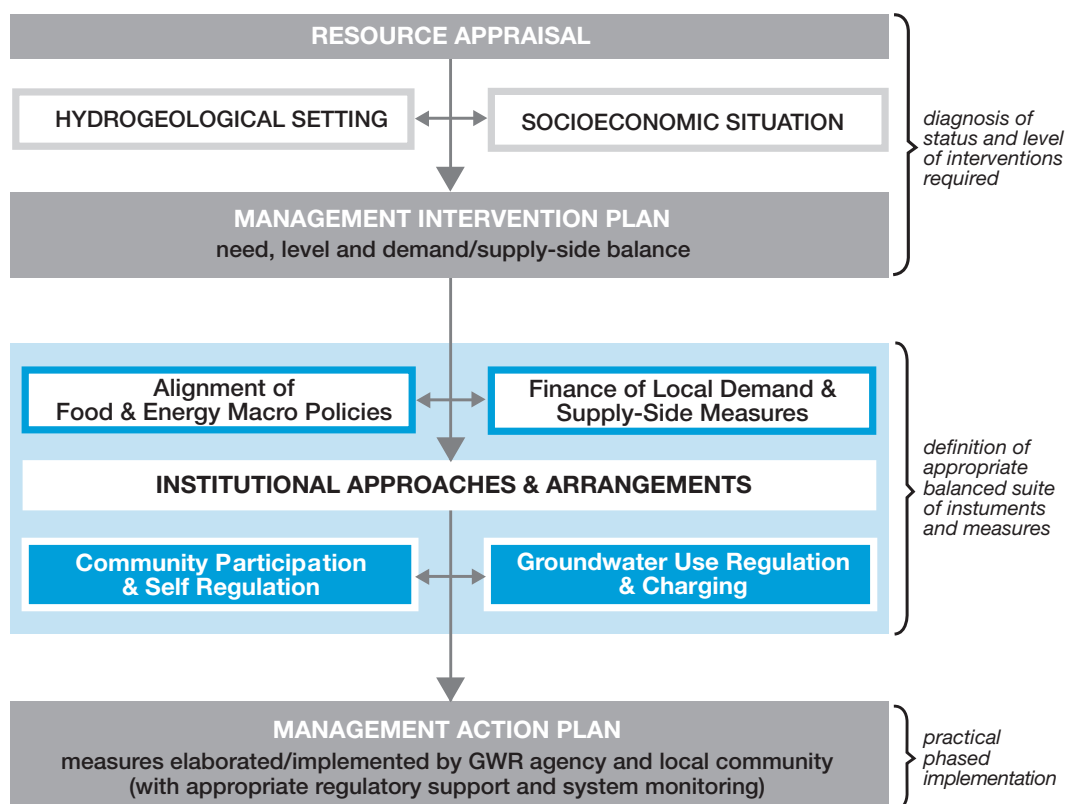 RESOURCE APPRAISAL
HYDROGEOLOGICAL SETTING
SOCIOECONOMIC SITUATION
diagnosis of
status and level
of interventions
required
MANAGEMENT INTERVENTION PLAN
need, level and demand/supply-side balance
Alignment of
Food & Energy Macro Policies
Finance of Local Demand &
Supply-Side Measures
INSTITUTIONAL APPROACHES & ARRANGEMENTS
definition of
appropriate
balanced suite
of instuments
and measures
Community Participation
& Self Regulation
Groundwater Use Regulation
& Charging
MANAGEMENT ACTION PLAN
measures elaborated/implemented by GWR agency and local community
(with appropriate regulatory support and system monitoring)
practical
phased
implementation